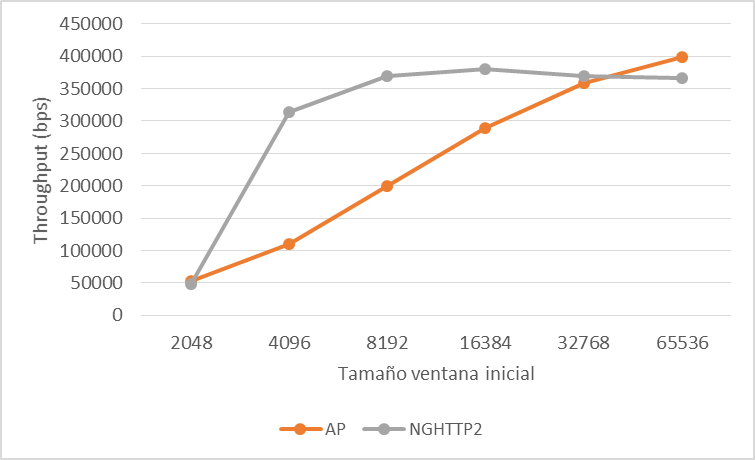 450000
400000
350000
300000
250000
200000
150000
100000
50000
0
Throughput (bps)
2048 4096 8192 16384 32768 65536
Tamaño ventana inicial
AP NGHTTP2